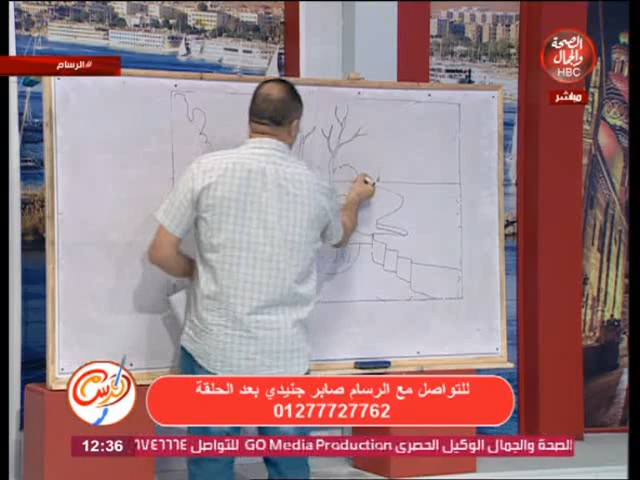 الصحة
والجمال
HBC
مباشر
#الرسام
للتواصل مع الرسام صابر جنيدي بعد الحلقة
01277727762
12:36
الصحة والجمال الوكيل الحصرى GO Media Production للتواصل ٦٧٤٦٦٦٤